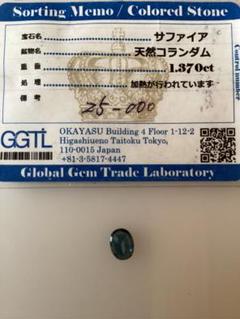 Sorting Memo / Colored Stone
宝石名 サファイア
鉱物名 天然コランダム
重量 1.370ct
処理 加熱が行われています
備考
25-000
GGTL
OKAYASU Building 4 Floor 1-12-2
Higashiueno Taitoku Tokyo,
110-0015 Japan
+81-3-5817-4447
Global Gem Trade Laboratory